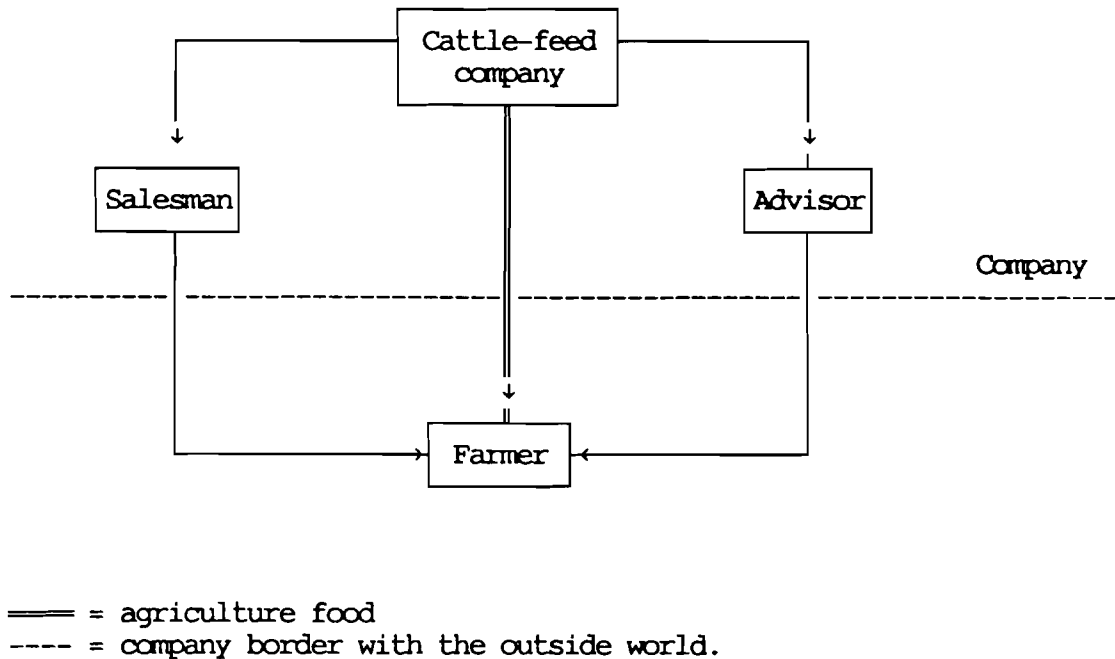 Cattle-feed
company
Salesman
Advisor
Company
Farmer
==== = agriculture food
---- = company border with the outside world.